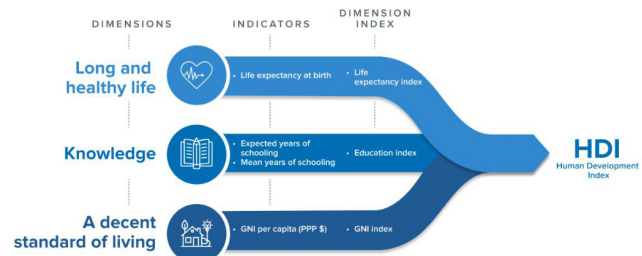 DIMENSIONS
INDICATORS
DIMENSION
INDEX
Long and
healthy life
• Life expectancy at birth
• Life
expectancy index
Knowledge
• Expected years of
schooling
• Mean years of schooling
• Education index
HDI
Human Development
Index
A decent
standard of living
• GNI per capita (PPP $)
• GNI index